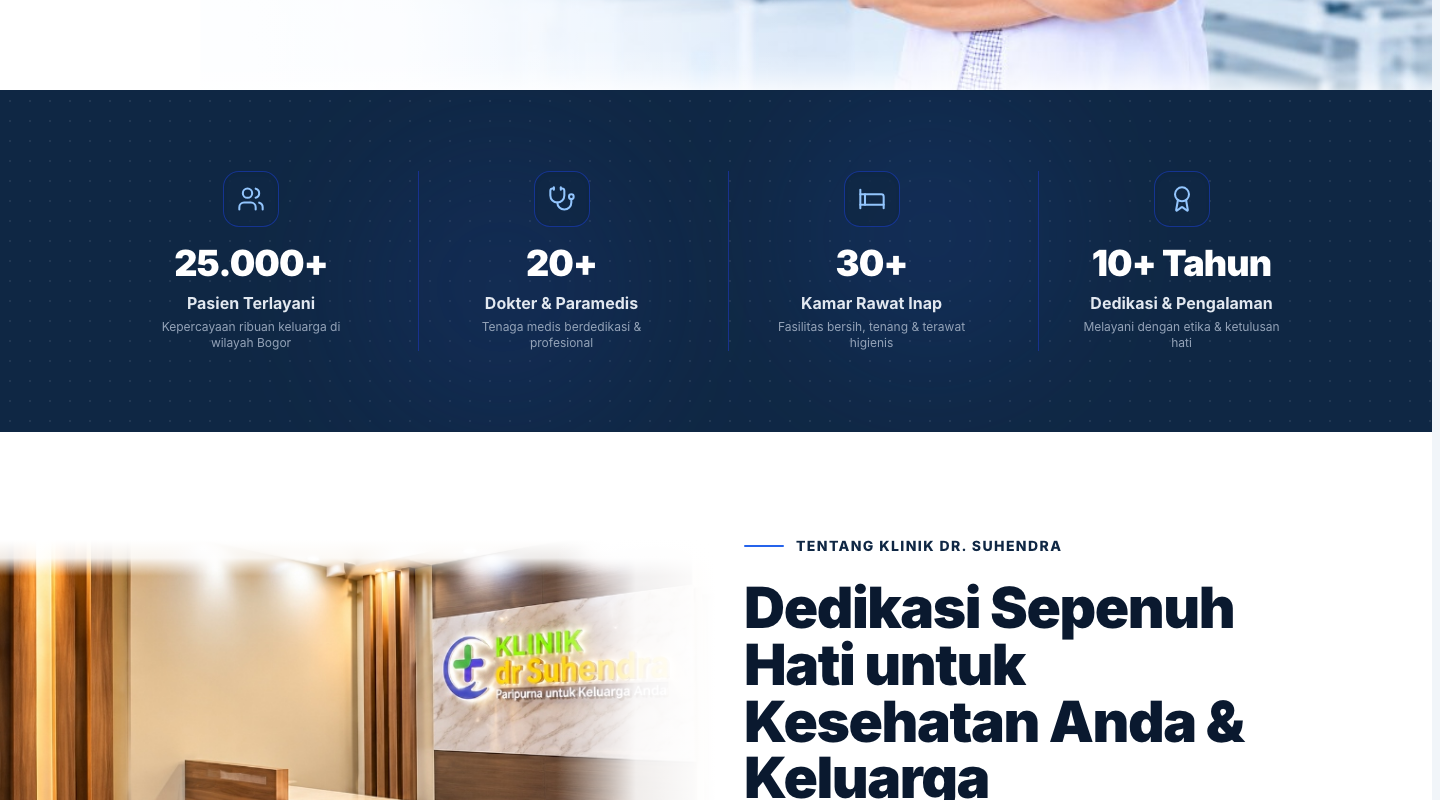 25.000+
Pasien Terlayani
Kepercayaan ribuan keluarga di
wilayah Bogor
20+
Dokter & Paramedis
Tenaga medis berdedikasi &
profesional
30+
Kamar Rawat Inap
Fasilitas bersih, tenang & terawat
higienis
10+ Tahun
Dedikasi & Pengalaman
Melayani dengan etika & ketulusan
hati
KLINIK
dr Suhendra
Paripurna untuk Keluarga Anda
TENTANG KLINIK DR. SUHENDRA
Dedikasi Sepenuh
Hati untuk
Kesehatan Anda &
Keluarga